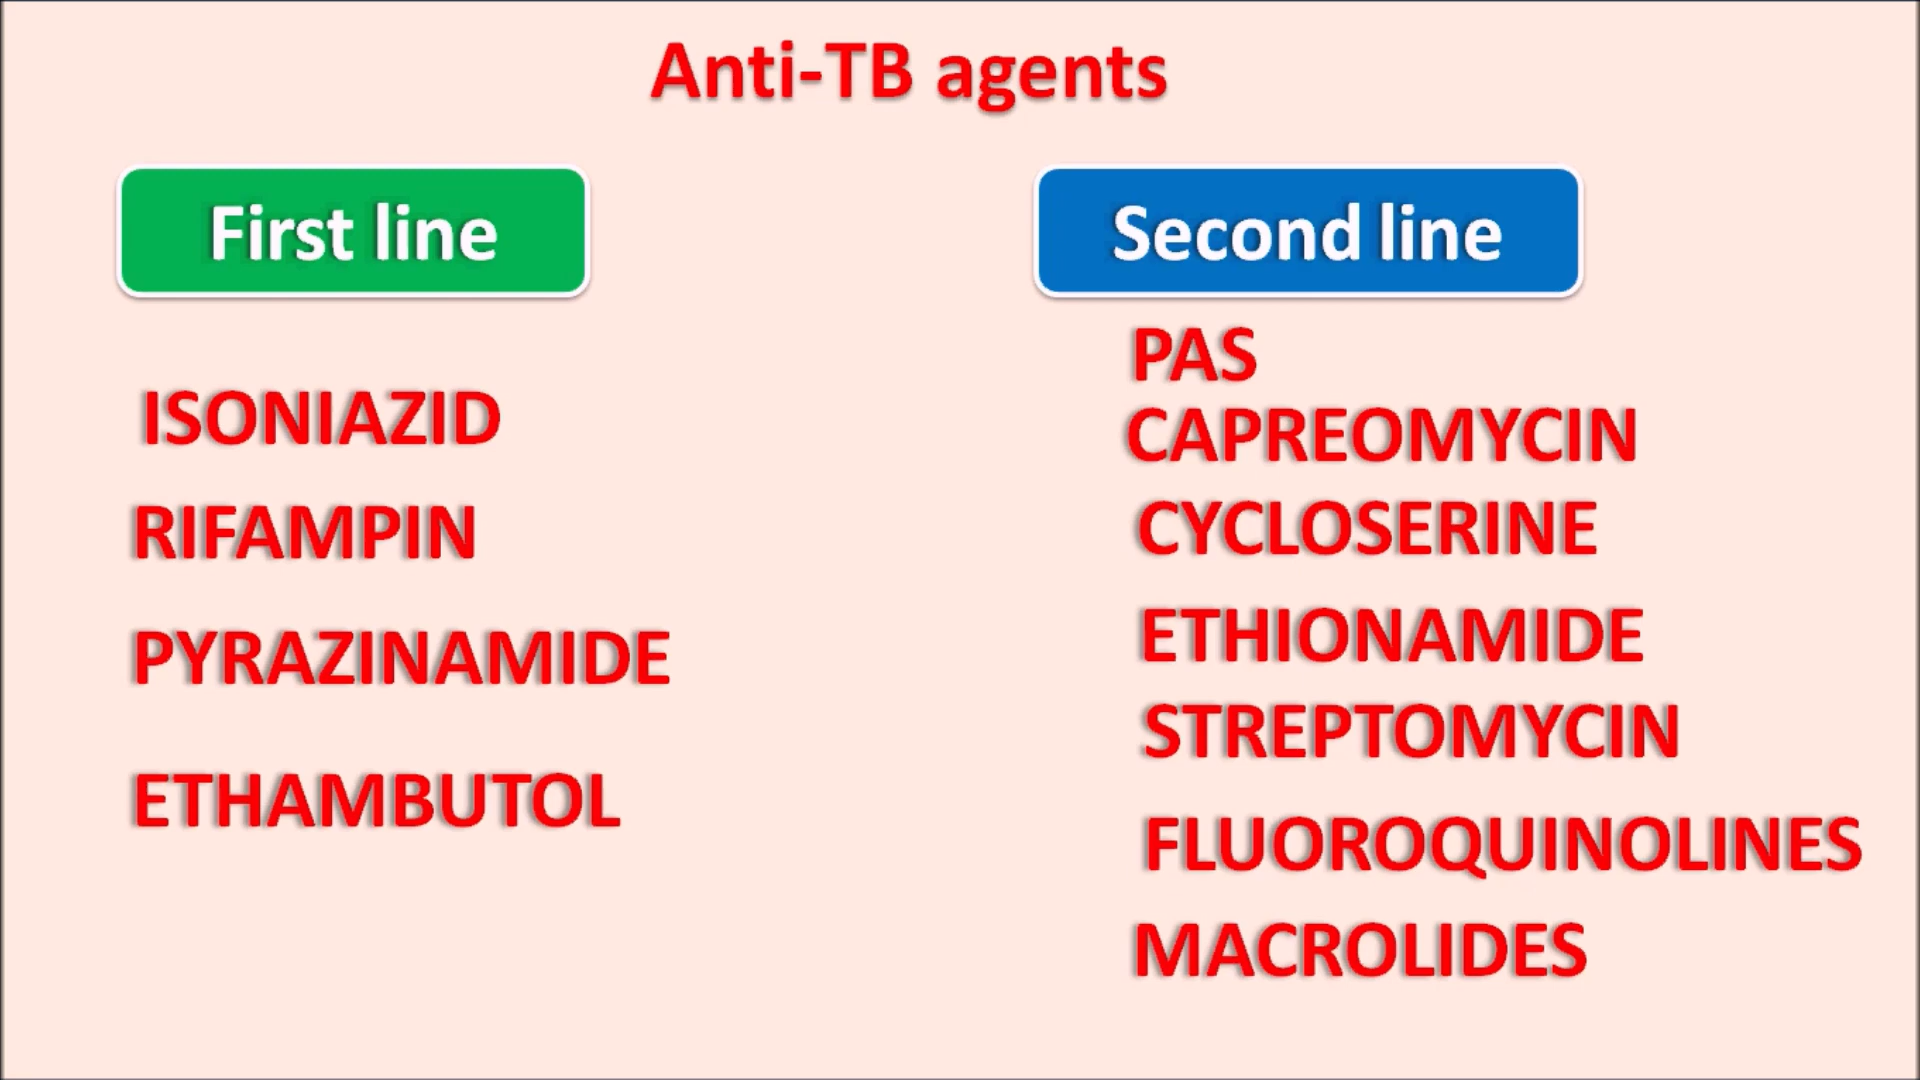 Anti-TB agents
First line
ISONIAZID
RIFAMPIN
PYRAZINAMIDE
ETHAMBUTOL
Second line
PAS
CAPREOMYCIN
CYCLOSERINE
ETHIONAMIDE
STREPTOMYCIN
FLUOROQUINOLINES
MACROLIDES